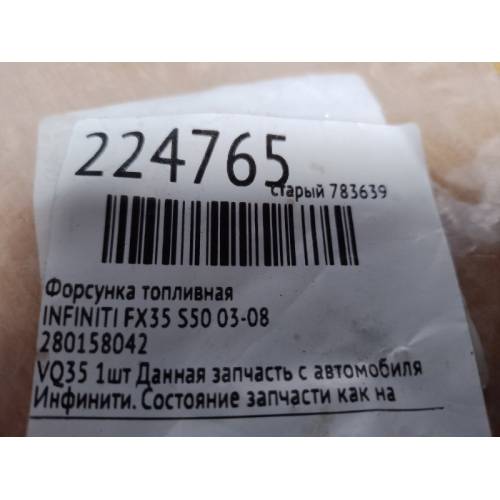 224765
старый 783639
Форсунка топливная
INFINITI FX35 S50 03-08
280158042
VQ35 1шт Данная запчасть с автомобиля
Инфинити. Состояние запчасти как на